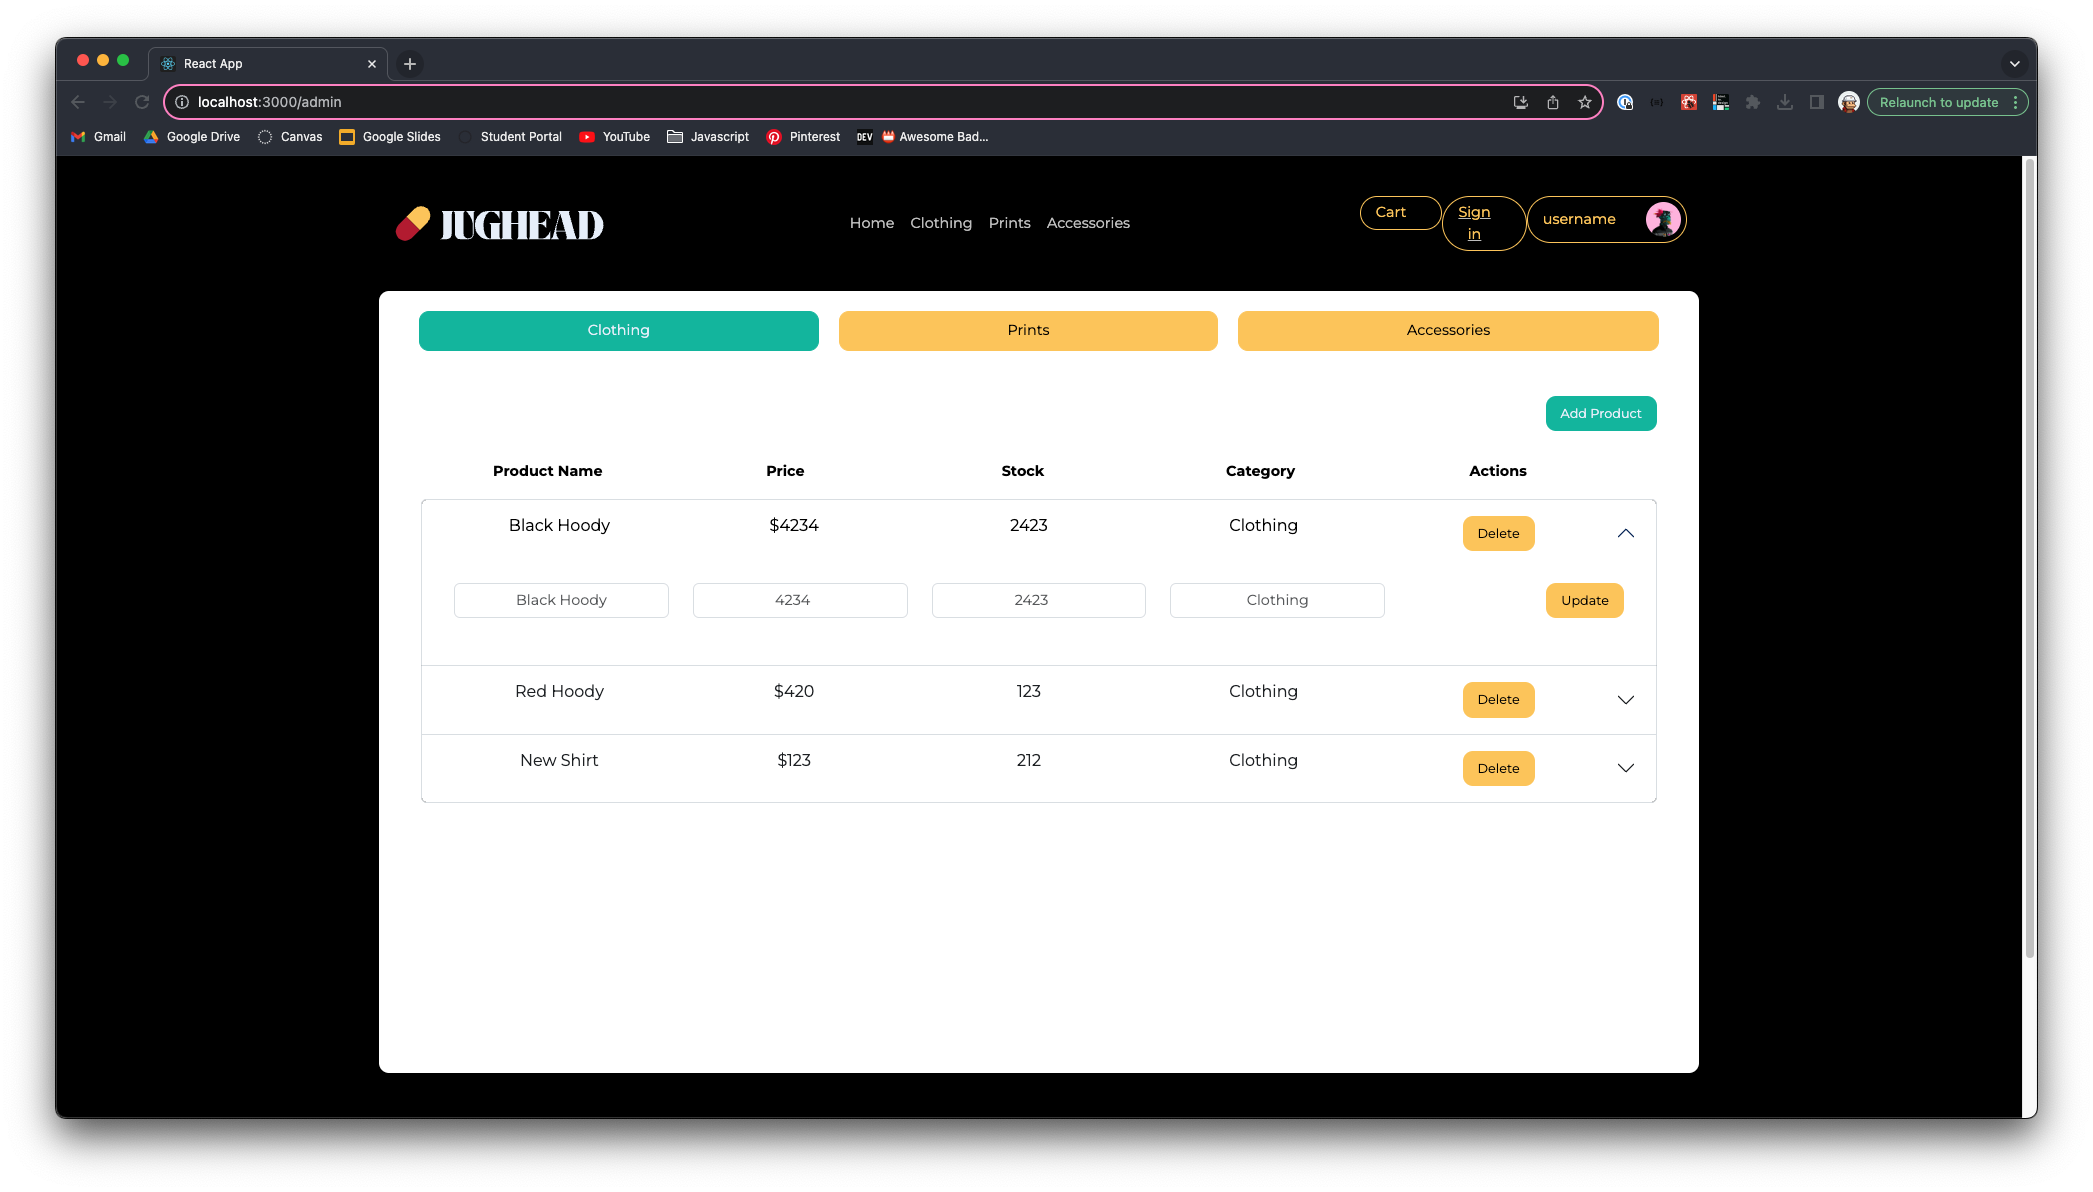 React App
localhost:3000/admin
Relaunch to update
Gmail Google Drive Canvas Google Slides Student Portal YouTube Javascript Pinterest DEV Awesome Bad...
JUGHEAD
Home Clothing Prints Accessories
Cart
Sign
in
username
Clothing Prints Accessories
Add Product
Product Name Price Stock Category Actions
Black Hoody $4234 2423 Clothing Delete
Black Hoody 4234 2423 Clothing Update
Red Hoody $420 123 Clothing Delete
New Shirt $123 212 Clothing Delete